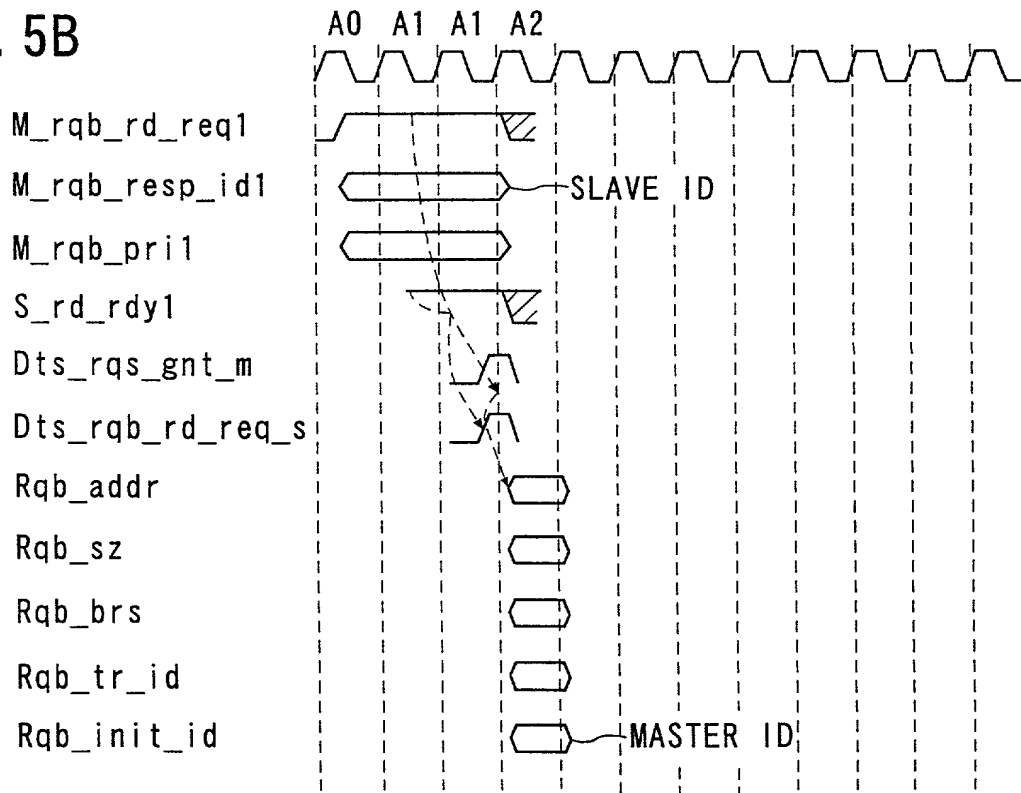 . 5B
A0 A1 A1 A2
M_rqb_rd_req1
M_rqb_resp_id1
SLAVE ID
M_rqb_pri1
S_rd_rdy1
Dts_rqs_gnt_m
Dts_rqb_rd_req_s
Rqb_addr
Rqb_sz
Rqb_brs
Rqb_tr_id
Rqb_init_id
MASTER ID